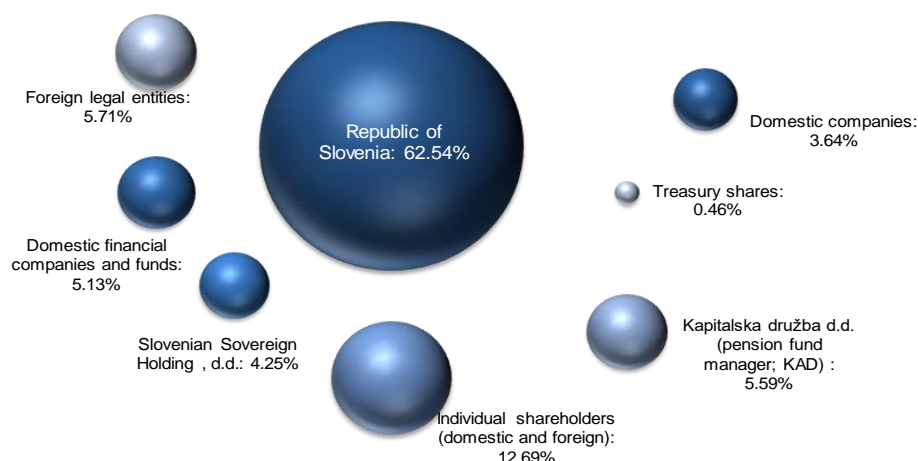 Foreign legal entities:
5.71%
Republic of
Slovenia: 62.54%
Domestic companies:
3.64%
Treasury shares:
0.46%
Domestic financial
companies and funds:
5.13%
Slovenian Sovereign
Holding , d.d.: 4.25%
Kapitalska družba d.d.
(pension fund
manager; KAD) :
5.59%
Individual shareholders
(domestic and foreign):
12.69%